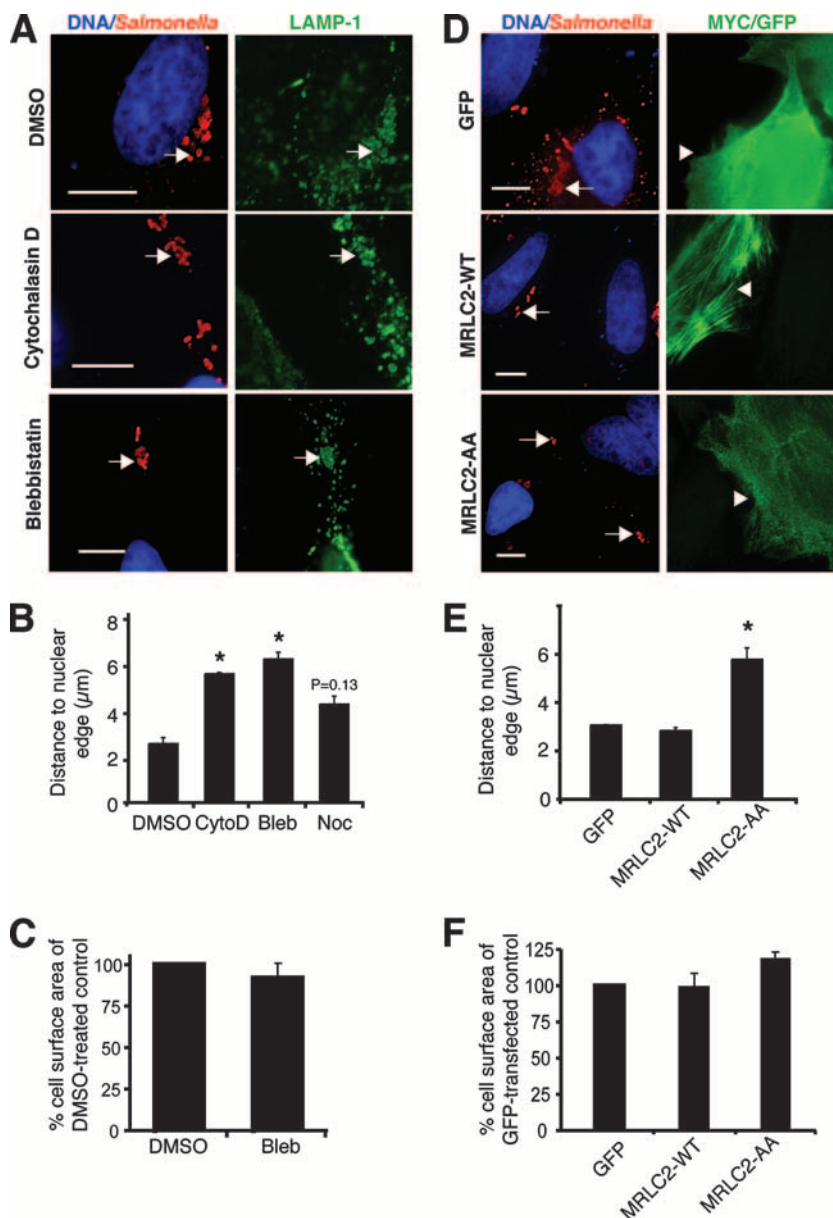 A
DNA/Salmonella
LAMP-1
DMSO
Cytochalasin D
Blebbistatin
B
Distance to nuclear
edge (µm)
8
6
4
2
0
*
*
P=0.13
DMSO
CytoD
Bleb
Noc
C
% cell surface area of
DMSO-treated control
100
75
50
25
0
DMSO
Bleb
D
DNA/Salmonella
MYC/GFP
GFP
MRLC2-WT
MRLC2-AA
E
Distance to nuclear
edge (µm)
8
6
4
2
0
*
GFP
MRLC2-WT
MRLC2-AA
F
% cell surface area of
GFP-transfected control
125
100
75
50
25
0
GFP
MRLC2-WT
MRLC2-AA